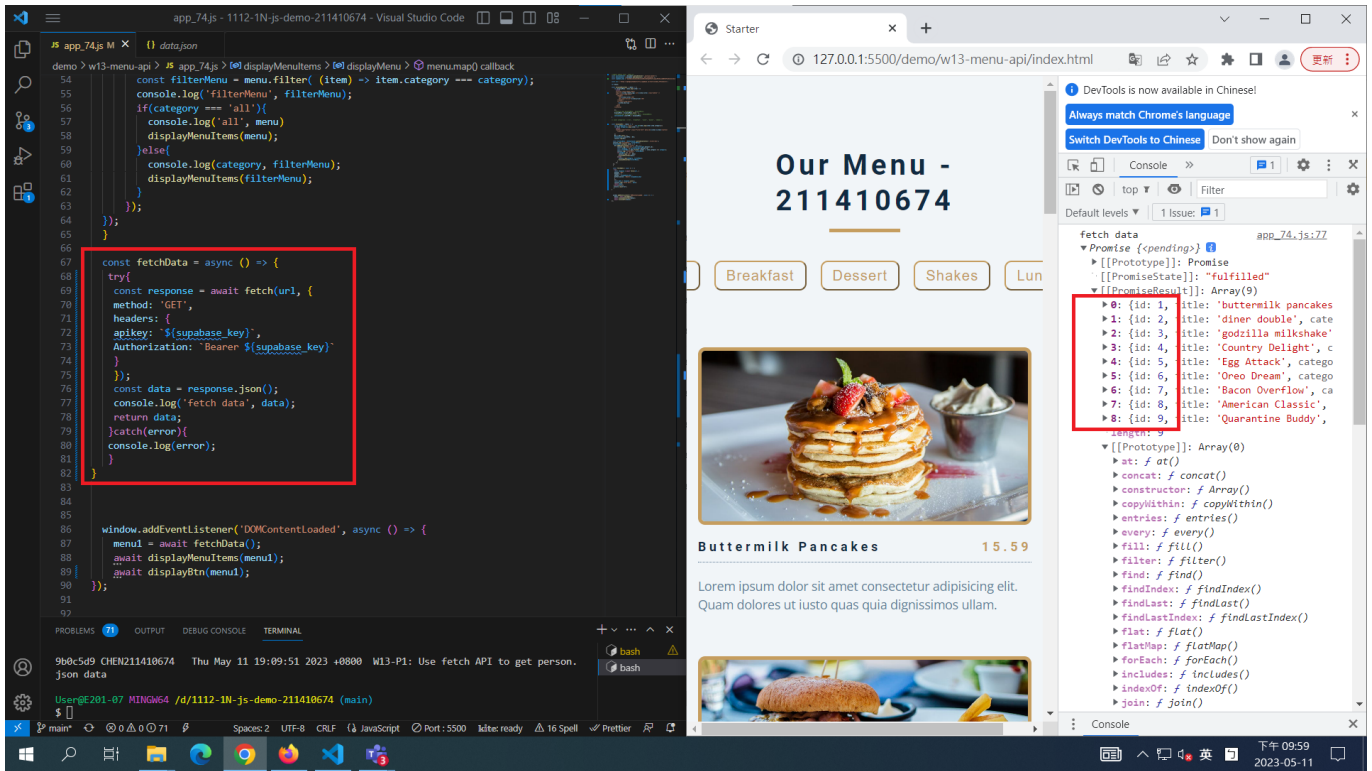 app_74.js - 1112-1N-js-demo-211410674 - Visual Studio Code
JS app_74.js M
{} data.json
demo > w13-menu-api > JS app_74.js > displayMenuItems > displayMenu > menu.map() callback
54 const filterMenu = menu.filter( (item) => item.category === category);
55 console.log('filterMenu', filterMenu);
56 if(category === 'all'){
57 console.log('all', menu)
58 displayMenuItems(menu);
59 }else{
60 console.log(category, filterMenu);
61 displayMenuItems(filterMenu);
62 }
63 });
64 });
65 }
66
67 const fetchData = async () => {
68 try{
69 const response = await fetch(url, {
70 method: 'GET',
71 headers: {
72 apikey: `${supabase_key}`,
73 Authorization: `Bearer ${supabase_key}`
74 }
75 });
76 const data = response.json();
77 console.log('fetch data', data);
78 return data;
79 }catch(error){
80 console.log(error);
81 }
82 }
83
84
85
86 window.addEventListener('DOMContentLoaded', async () => {
87 menu1 = await fetchData();
88 await displayMenuItems(menu1);
89 await displayBtn(menu1);
90 });
91
92
PROBLEMS 71 OUTPUT DEBUG CONSOLE TERMINAL
9b0c5d9 CHEN211410674 Thu May 11 19:09:51 2023 +0800 W13-P1: Use fetch API to get person.
json data
User@E201-07 MINGW64 /d/1112-1N-js-demo-211410674 (main)
$
bash
bash
3
1
main* 0 0 71 Spaces: 2 UTF-8 CRLF JavaScript Port : 5500 kite: ready 16 Spell Prettier
Starter
127.0.0.1:5500/demo/w13-menu-api/index.html
更新
Our Menu -
211410674
Breakfast
Dessert
Shakes
Lun
Buttermilk Pancakes 15.59
Lorem ipsum dolor sit amet consectetur adipisicing elit.
Quam dolores ut iusto quas quia dignissimos ullam.
DevTools is now available in Chinese!
Always match Chrome's language
Switch DevTools to Chinese
Don't show again
Console
1
top
Filter
Default levels
1 Issue: 1
fetch data app_74.js:77
Promise {<pending>}
[[Prototype]]: Promise
[[PromiseState]]: "fulfilled"
[[PromiseResult]]: Array(9)
0: {id: 1, title: 'buttermilk pancakes
1: {id: 2, title: 'diner double', cate
2: {id: 3, title: 'godzilla milkshake'
3: {id: 4, title: 'Country Delight', c
4: {id: 5, title: 'Egg Attack', catego
5: {id: 6, title: 'Oreo Dream', catego
6: {id: 7, title: 'Bacon Overflow', ca
7: {id: 8, title: 'American Classic',
8: {id: 9, title: 'Quarantine Buddy',
length: 9
[[Prototype]]: Array(0)
at: ƒ at()
concat: ƒ concat()
constructor: ƒ Array()
copyWithin: ƒ copyWithin()
entries: ƒ entries()
every: ƒ every()
fill: ƒ fill()
filter: ƒ filter()
find: ƒ find()
findIndex: ƒ findIndex()
findLast: ƒ findLast()
findLastIndex: ƒ findLastIndex()
flat: ƒ flat()
flatMap: ƒ flatMap()
forEach: ƒ forEach()
includes: ƒ includes()
indexOf: ƒ indexOf()
join: ƒ join()
Console
3
英
下午 09:59
2023-05-11